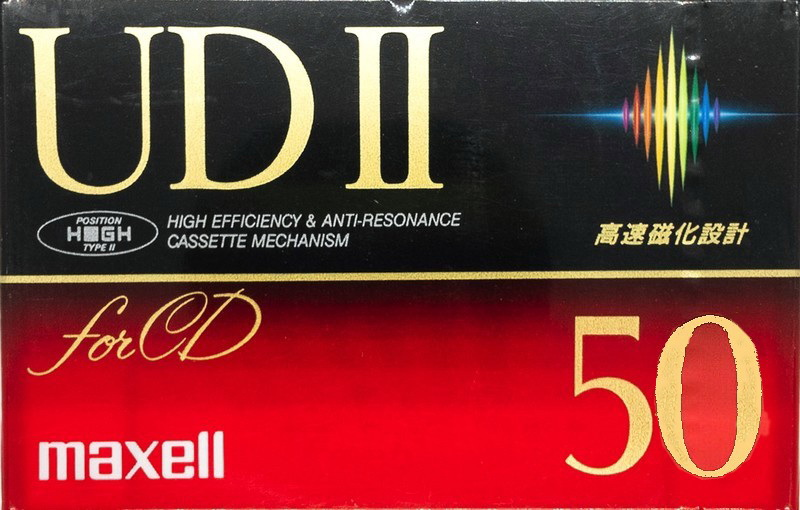 UD II
POSITION
HIGH
TYPE II
HIGH EFFICIENCY & ANTI-RESONANCE
CASSETTE MECHANISM
高速磁化設計
for CD
50
maxell